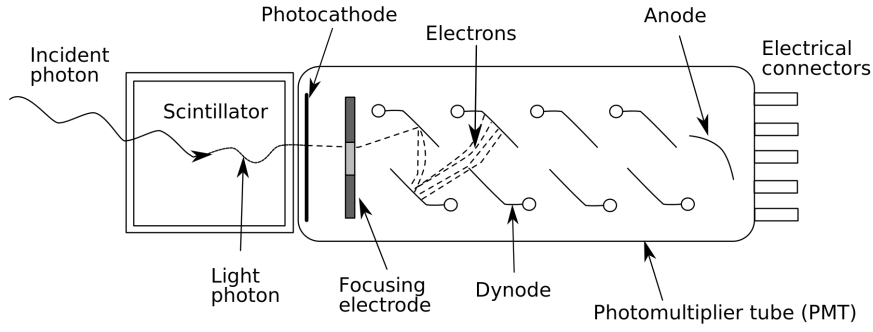 Photocathode
Anode
Electrons
Incident
photon
Electrical
connectors
Scintillator
Light
photon
Focusing
electrode
Dynode
Photomultiplier tube (PMT)